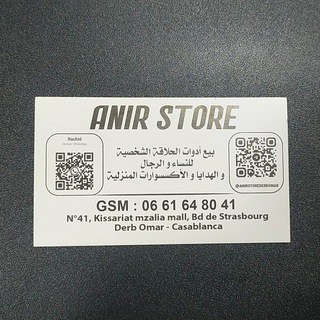 ANIR STORE
Rachid
بيع أدوات الحلاقة الشخصية
للنساء و الرجال
و الهدايا و الأكسسوارات المنزلية
@ANIRSTOREDERBOMAR
GSM : 06 61 64 80 41
N°41, Kissariat mzalia mall, Bd de Strasbourg
Derb Omar - Casablanca